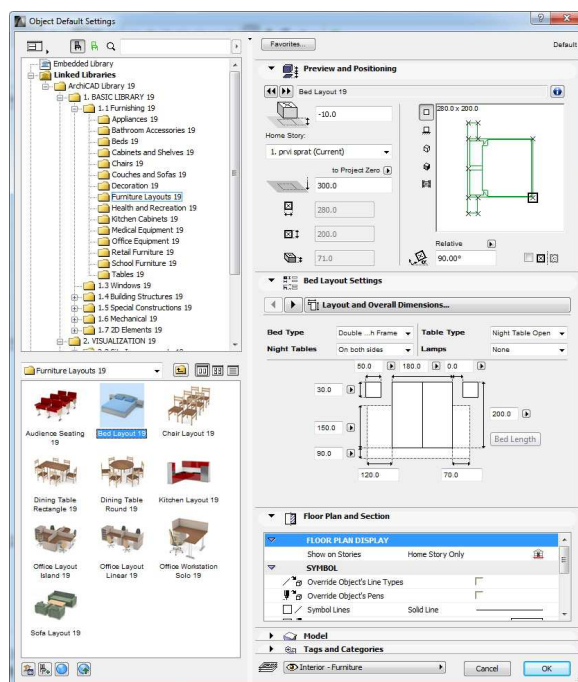 Object Default Settings
Embedded Library
Linked Libraries
ArchiCAD Library 19
1. BASIC LIBRARY 19
1.1 Furnishing 19
Appliances 19
Bathroom Accessories 19
Beds 19
Cabinets and Shelves 19
Chairs 19
Couches and Sofas 19
Decoration 19
Furniture Layouts 19
Health and Recreation 19
Kitchen Cabinets 19
Medical Equipment 19
Office Equipment 19
Retail Furniture 19
School Furniture 19
Tables 19
1.3 Windows 19
1.4 Building Structures 19
1.5 Special Constructions 19
1.6 Mechanical 19
1.7 2D Elements 19
2. VISUALIZATION 19
Furniture Layouts 19
Audience Seating 19
Bed Layout 19
Chair Layout 19
Dining Table Rectangle 19
Dining Table Round 19
Kitchen Layout 19
Office Layout Island 19
Office Layout Linear 19
Office Workstation Solo 19
Sofa Layout 19
Favorites...
Default
Preview and Positioning
Bed Layout 19
-10.0
Home Story:
1. prvi sprat (Current)
to Project Zero
300.0
280.0
200.0
71.0
280.0 x 200.0
Relative
90.00°
Bed Layout Settings
Layout and Overall Dimensions...
Bed Type
Double ...h Frame
Table Type
Night Table Open
Night Tables
On both sides
Lamps
None
50.0
180.0
0.0
30.0
150.0
90.0
200.0
Bed Length
120.0
70.0
Floor Plan and Section
FLOOR PLAN DISPLAY
Show on Stories
Home Story Only
SYMBOL
Override Object's Line Types
Override Object's Pens
Symbol Lines
Solid Line
Model
Tags and Categories
Interior - Furniture
Cancel
OK